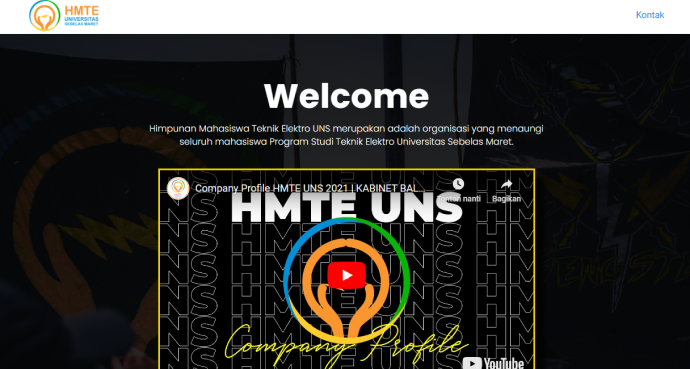 HMTE
UNIVERSITAS
SEBELAS MARET
Kontak
Welcome
Himpunan Mahasiswa Teknik Elektro UNS merupakan adalah organisasi yang menaungi
seluruh mahasiswa Program Studi Teknik Elektro Universitas Sebelas Maret.
Company Profile HMTE UNS 2021 | KABINET BAL...
nanti
Bagikan
HMTE UNS
Company Profile
YouTube